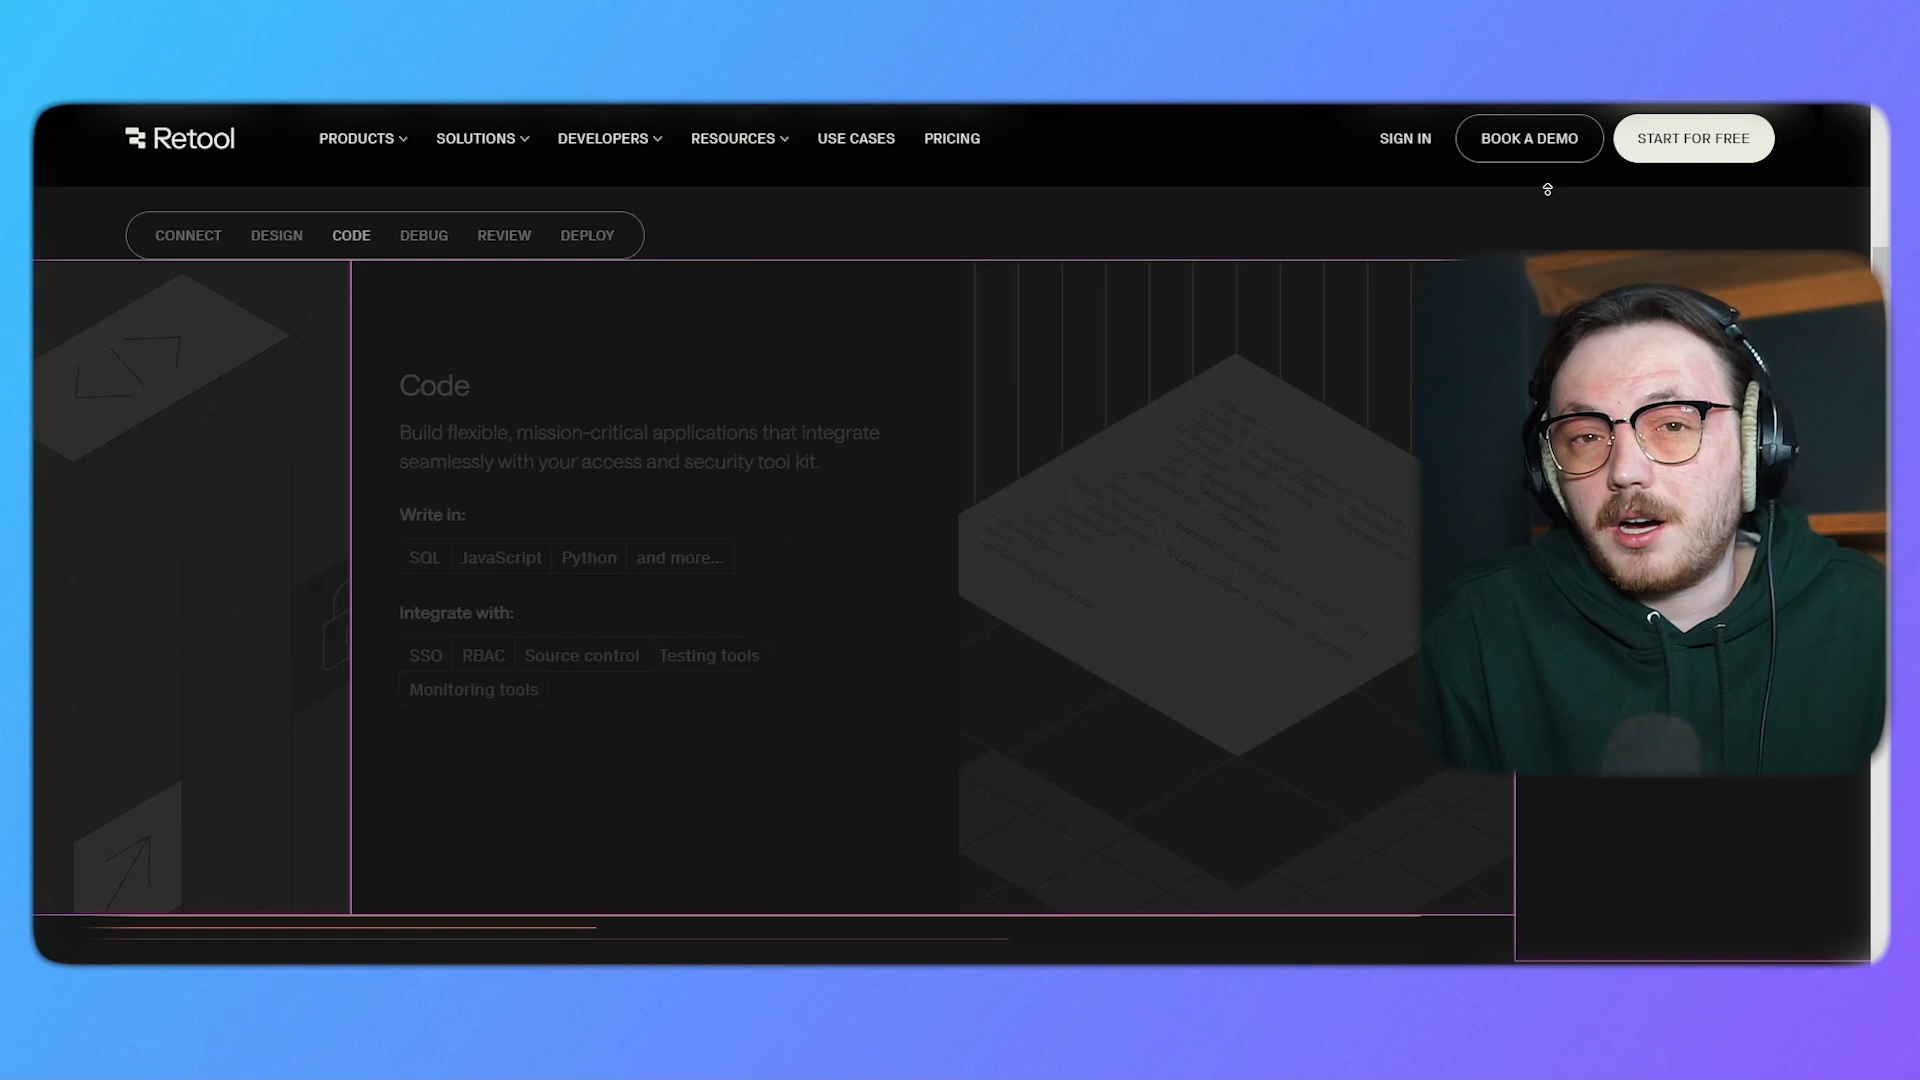 Retool
PRODUCTS SOLUTIONS DEVELOPERS RESOURCES USE CASES PRICING
SIGN IN BOOK A DEMO START FOR FREE
CONNECT DESIGN CODE DEBUG REVIEW DEPLOY
Code
Build flexible, mission-critical applications that integrate
seamlessly with your access and security tool kit.
Write in:
SQL JavaScript Python and more...
Integrate with:
SSO RBAC Source control Testing tools
Monitoring tools